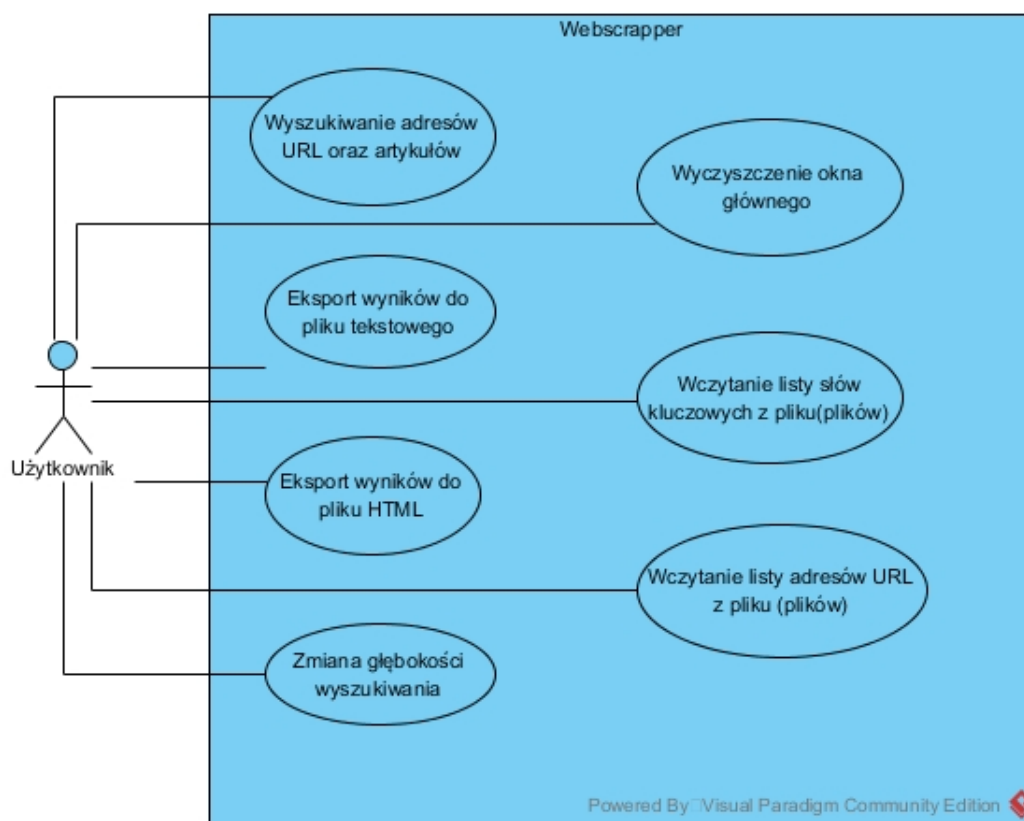 Webscrapper
Wyszukiwanie adresów
URL oraz artykułów
Wyczyszczenie okna
głównego
Eksport wyników do
pliku tekstowego
Wczytanie listy słów
kluczowych z pliku(plików)
Użytkownik
Eksport wyników do
pliku HTML
Wczytanie listy adresów URL
z pliku (plików)
Zmiana głębokości
wyszukiwania
Powered By Visual Paradigm Community Edition